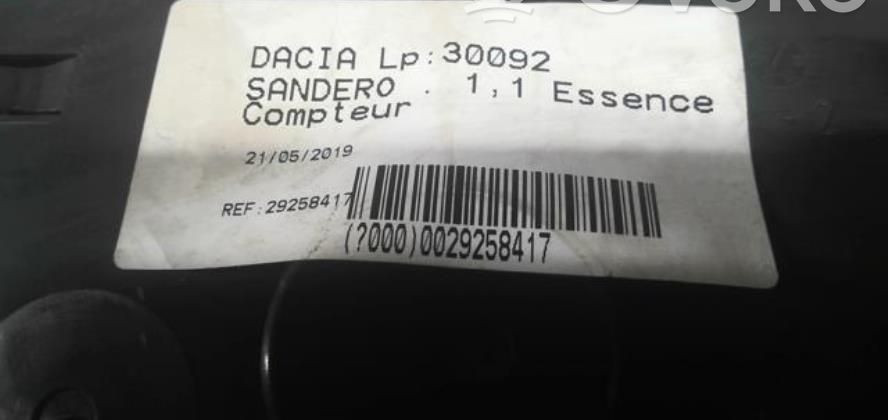 DACIA Lp:30092
SANDERO . 1,1 Essence
Compteur
21/05/2019
REF:29258417
(?000)0029258417